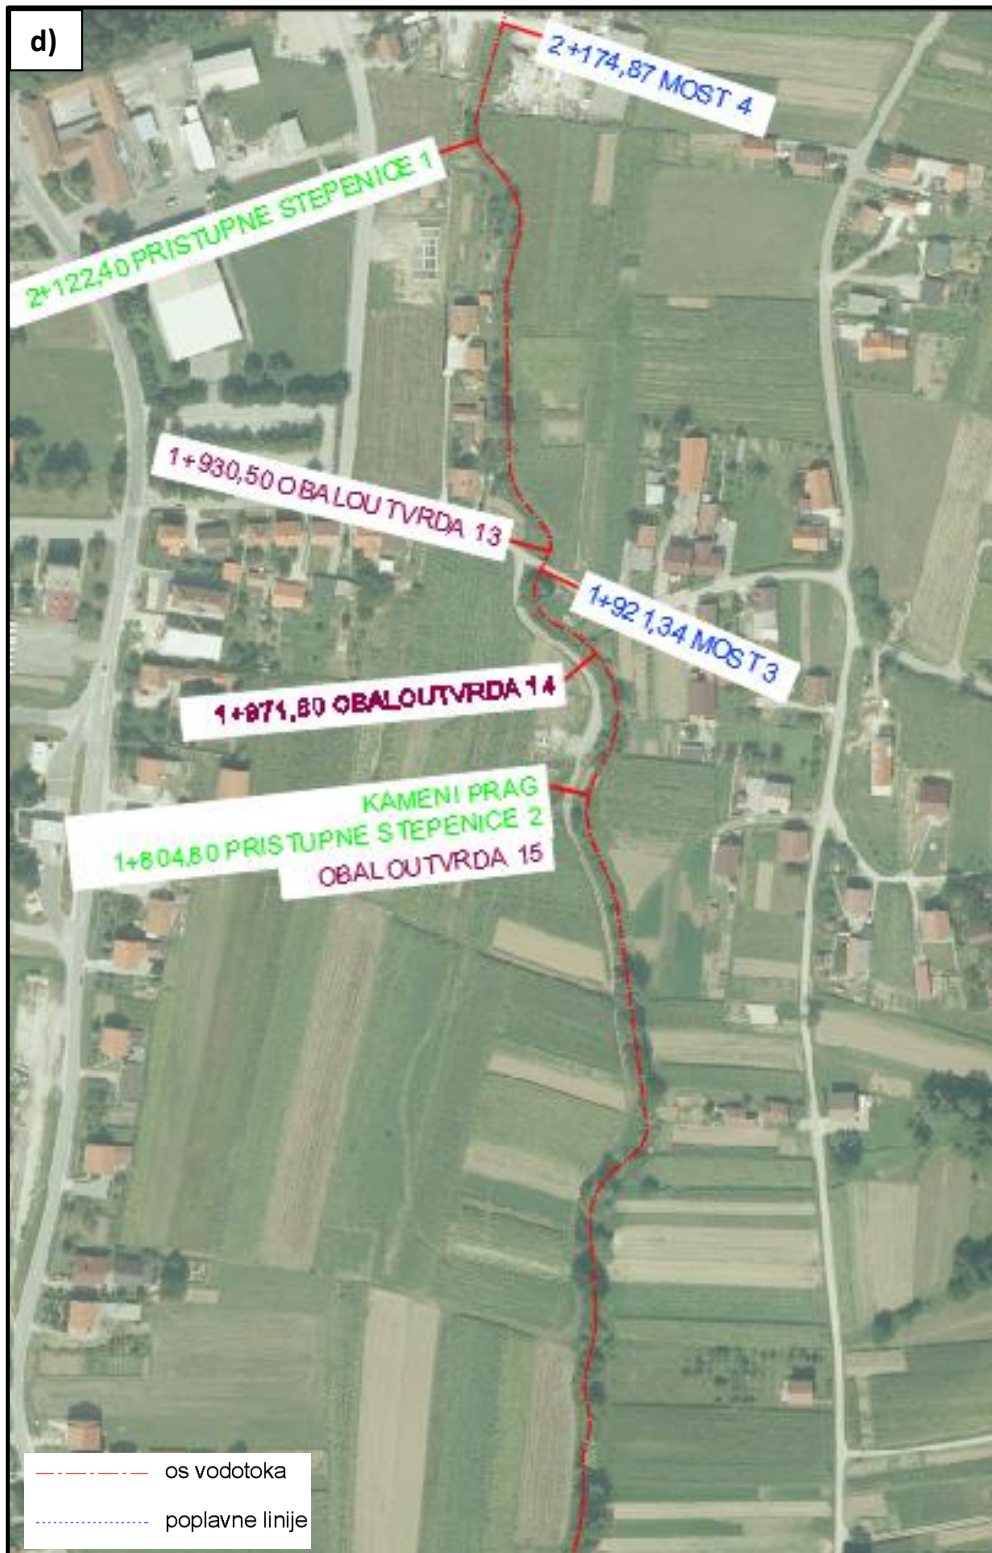 d)
2+174,87 MOST 4
2+122,40 PRISTUPNE STEPENICE 1
1+930,50 OBALOUTVRDA 13
1+921,34 MOST 3
1+871,80 OBALOUTVRDA 14
KAMENI PRAG
1+804,80 PRISTUPNE STEPENICE 2
OBALOUTVRDA 15
os vodotoka
poplavne linije